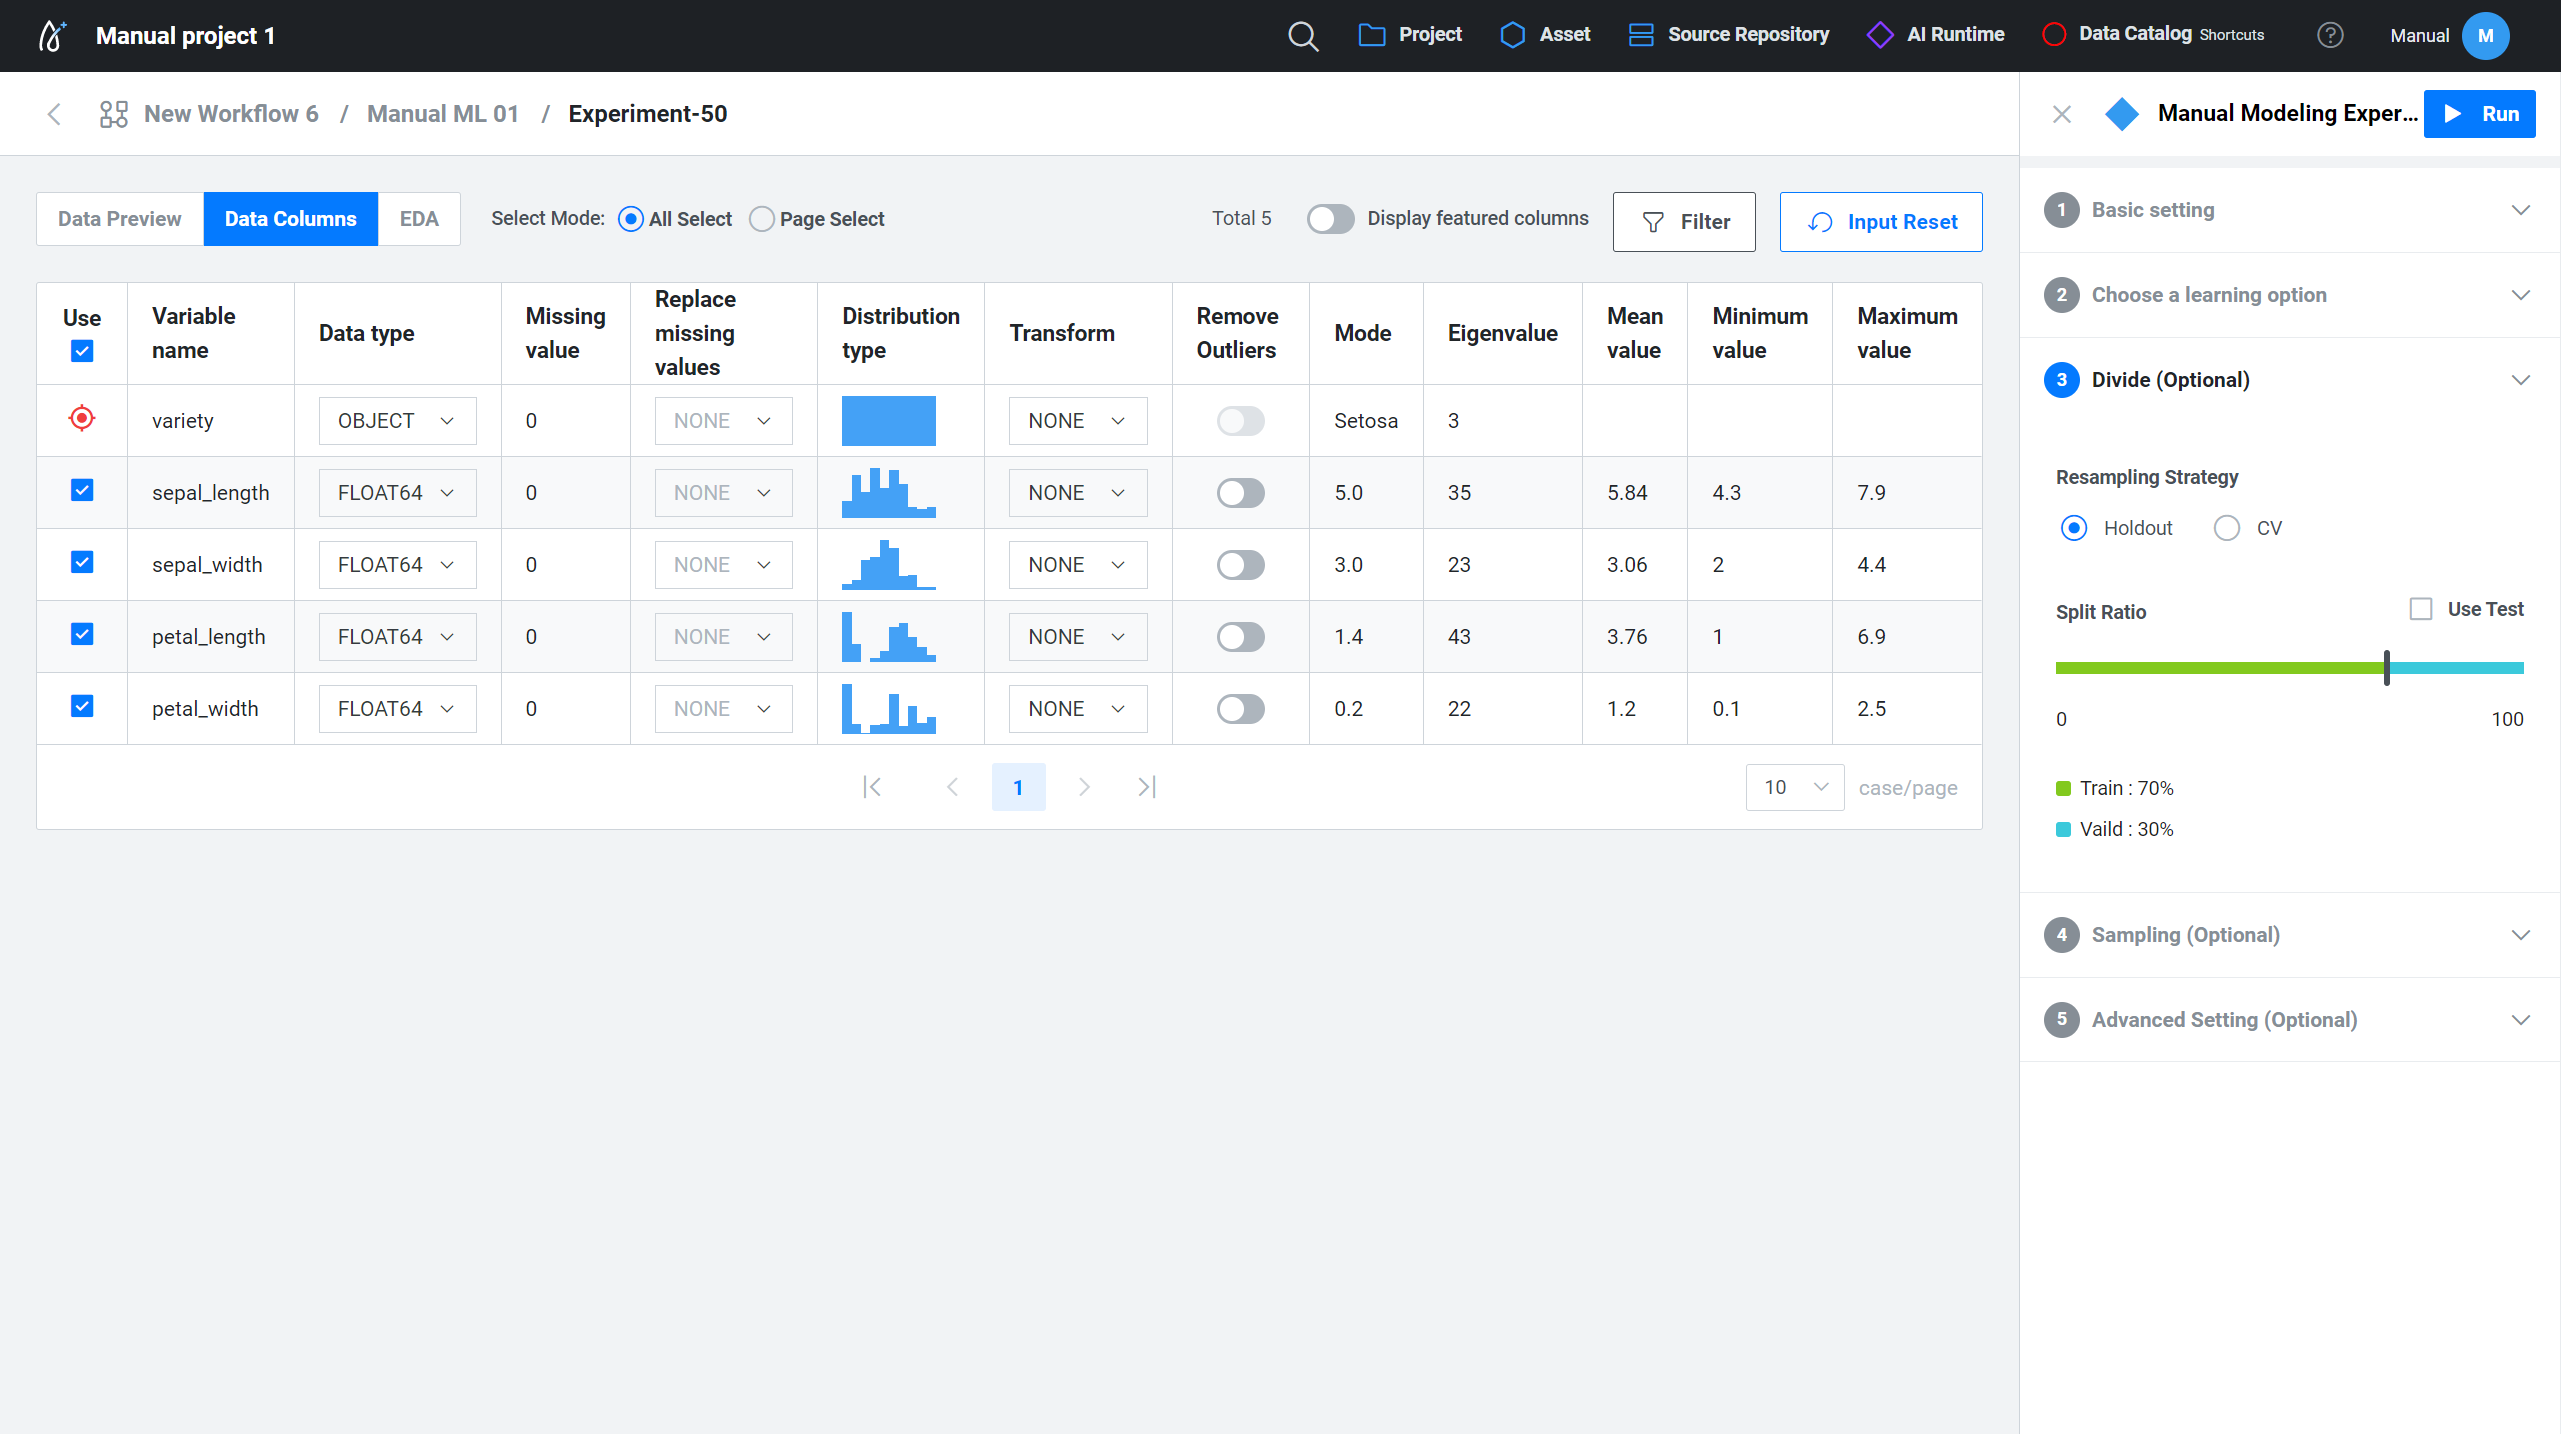 Manual project 1
Project
Asset
Source Repository
AI Runtime
Data Catalog Shortcuts
?
Manual
M
New Workflow 6 / Manual ML 01 / Experiment-50
Manual Modeling Exper...
Run
Data Preview
Data Columns
EDA
Select Mode:
All Select
Page Select
Total 5
Display featured columns
Filter
Input Reset
Use
Variable name
Data type
Missing value
Replace missing values
Distribution type
Transform
Remove Outliers
Mode
Eigenvalue
Mean value
Minimum value
Maximum value
variety OBJECT 0 NONE NONE Setosa 3
sepal_length FLOAT64 0 NONE NONE 5.0 35 5.84 4.3 7.9
sepal_width FLOAT64 0 NONE NONE 3.0 23 3.06 2 4.4
petal_length FLOAT64 0 NONE NONE 1.4 43 3.76 1 6.9
petal_width FLOAT64 0 NONE NONE 0.2 22 1.2 0.1 2.5
1
10
case/page
1 Basic setting
2 Choose a learning option
3 Divide (Optional)
Resampling Strategy
Holdout
CV
Split Ratio
Use Test
0
100
Train : 70%
Vaild : 30%
4 Sampling (Optional)
5 Advanced Setting (Optional)